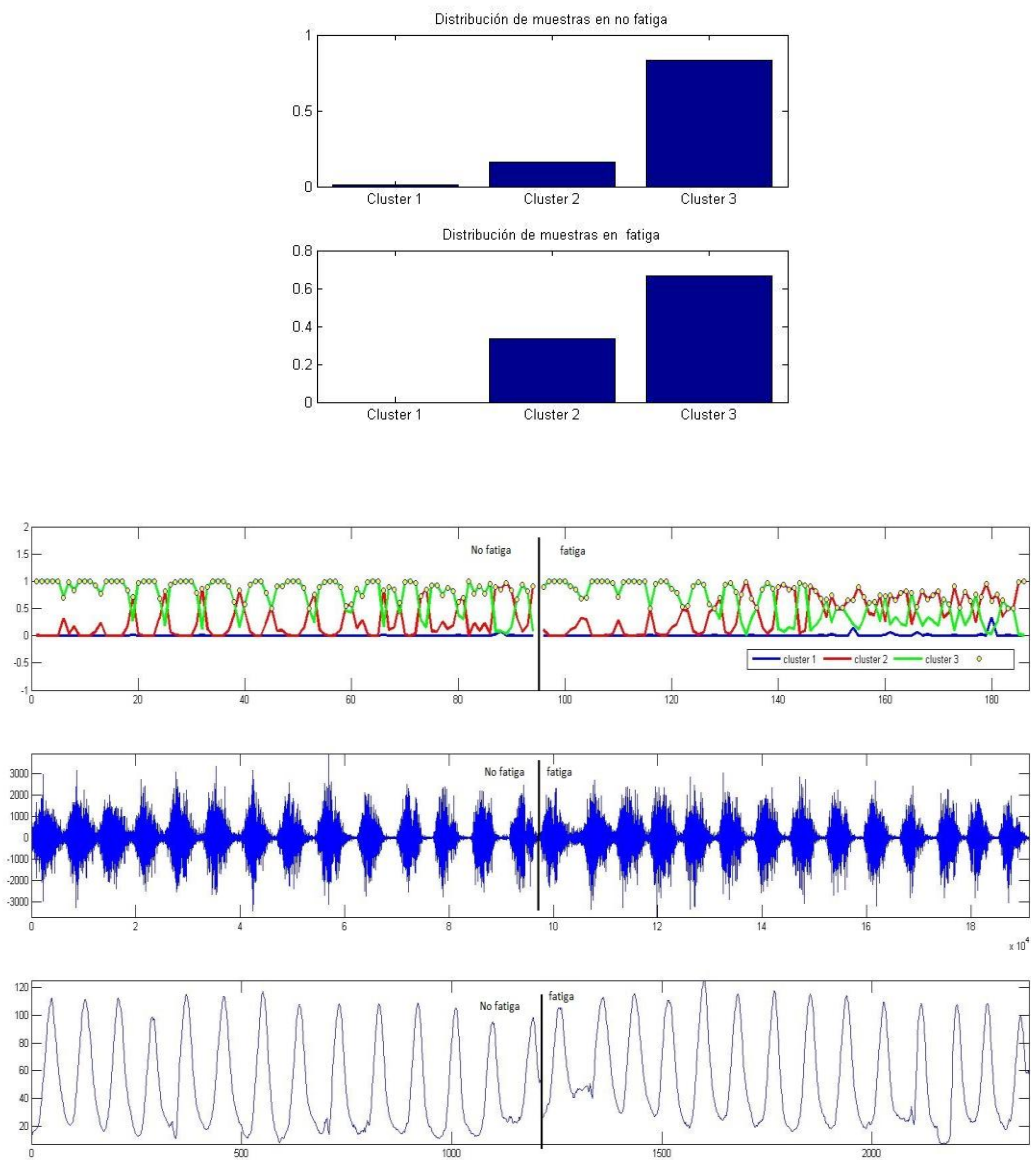 Distribución de muestras en no fatiga
1
0.5
0
Cluster 1 Cluster 2 Cluster 3
Distribución de muestras en fatiga
0.8
0.6
0.4
0.2
0
Cluster 1 Cluster 2 Cluster 3
2
1.5
1
0.5
0
-0.5
-1
No fatiga fatiga
cluster 1 cluster 2 cluster 3
0 20 40 60 80 100 120 140 160 180
3000
2000
1000
0
-1000
-2000
-3000
No fatiga fatiga
0 2 4 6 8 10 12 14 16 18
x 10^4
120
100
80
60
40
20
No fatiga fatiga
0 500 1000 1500 2000